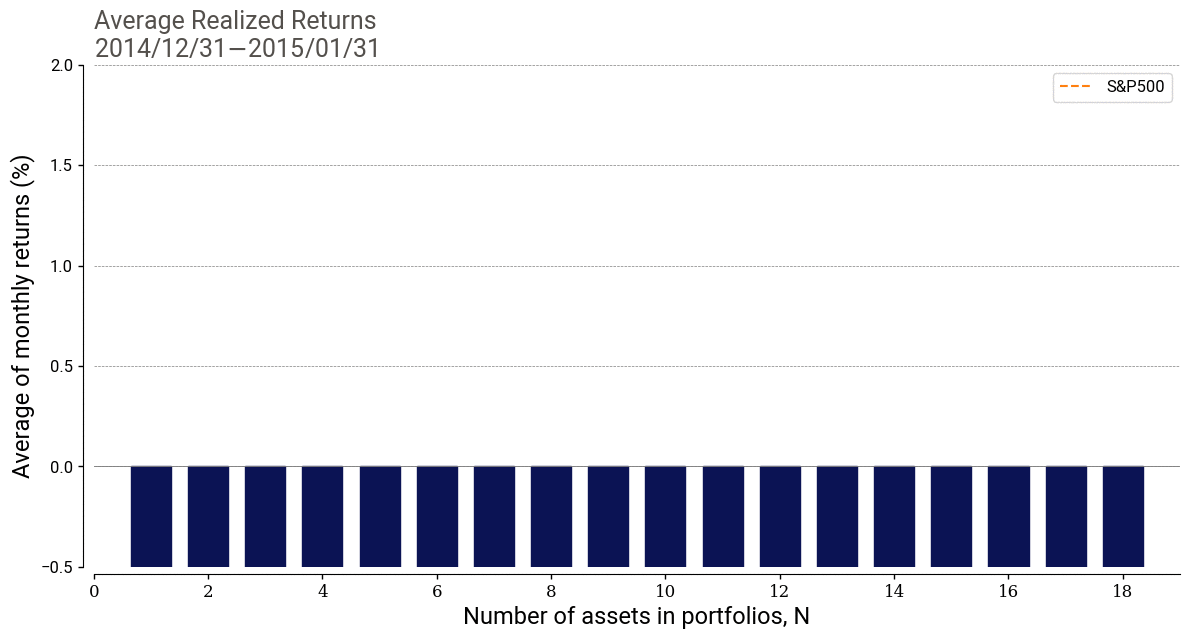 Average Realized Returns
2014/12/31—2015/01/31
S&P500
Average of monthly returns (%)
2.0
1.5
1.0
0.5
0.0
−0.5
0 2 4 6 8 10 12 14 16 18
Number of assets in portfolios, N